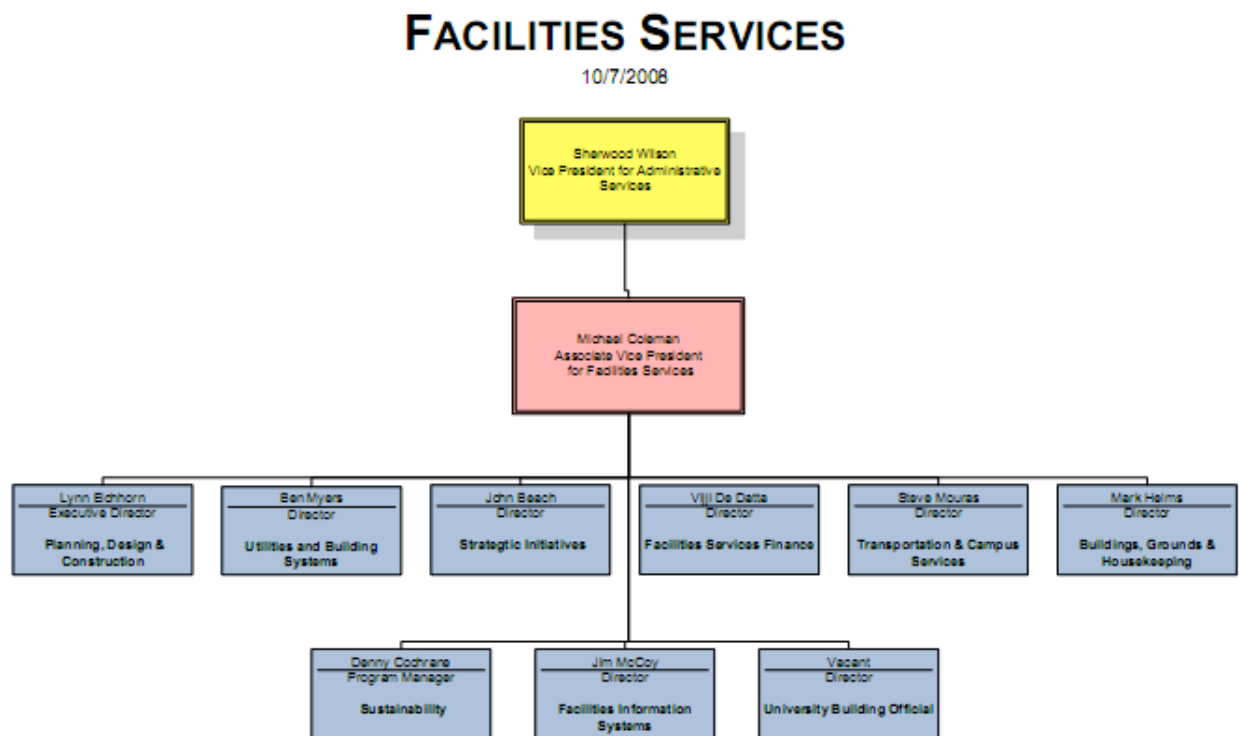 FACILITIES SERVICES
10/7/2008
Sherwood Wilson
Vice President for Administrative
Services
Michael Coleman
Associate Vice President
for Facilities Services
Lynn Eichhorn
Executive Director
Planning, Design &
Construction
Ben Myers
Director
Utilities and Building
Systems
John Beach
Director
Strategtic Initiatives
Vijji De Datta
Director
Facilities Services Finance
Steve Mouras
Director
Transportation & Campus
Services
Mark Helms
Director
Buildings, Grounds &
Housekeeping
Denny Cochrane
Program Manager
Sustainability
Jim McCoy
Director
Facilities Information
Systems
Vacant
Director
University Building Official